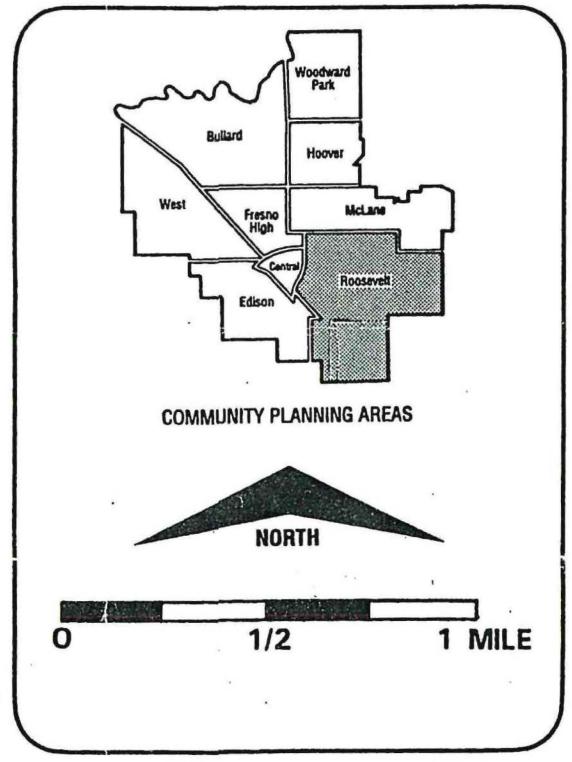 Woodward
Park
Bullard
Hoover
West
Fresno
High
McLane
Central
Roosevelt
Edison
COMMUNITY PLANNING AREAS
NORTH
0 1/2 1 MILE